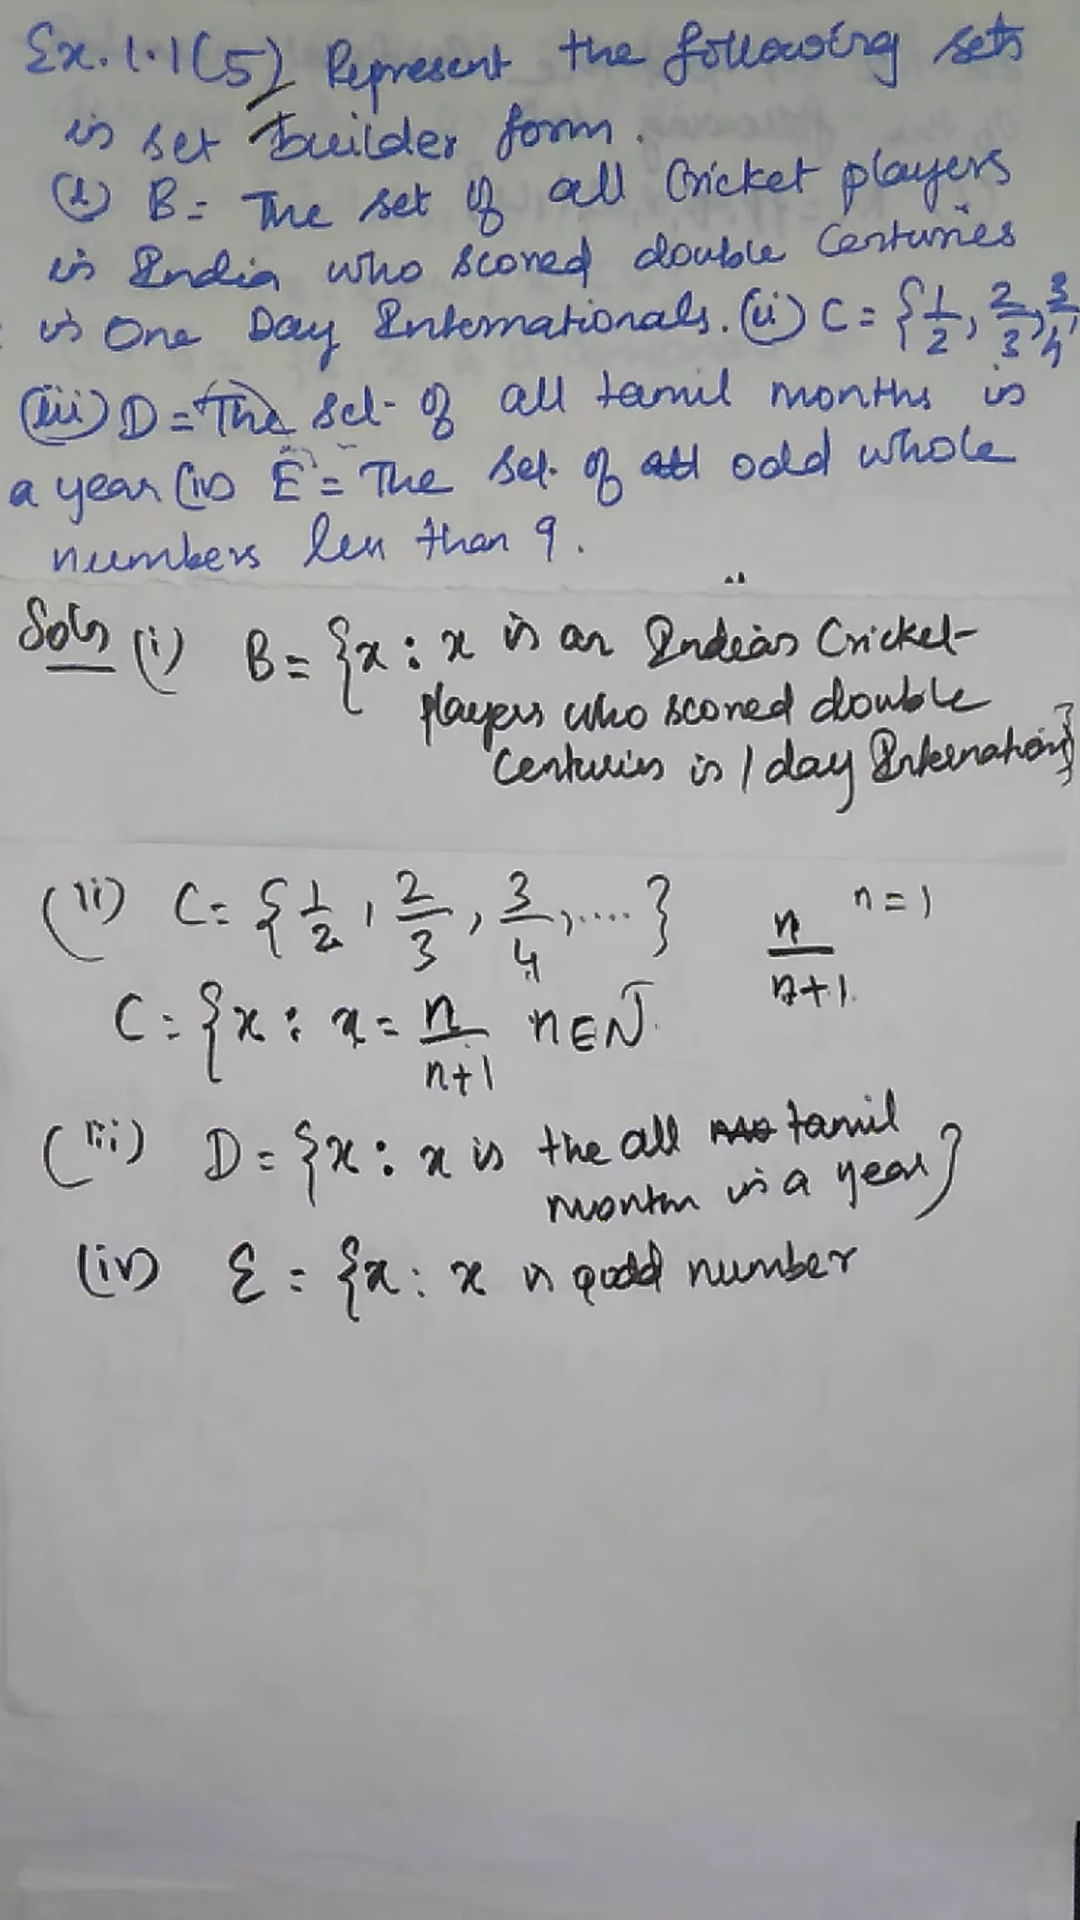 Ex. 1.1(5) Represent the following sets
in set builder form.
(i) B = The set of all Cricket players
in India who scored double Centuries
in One Day Internationals. (ii) C = {1/2, 2/3, 3/4,
(iii) D = The set of all tamil months in
a year (iv) E = The set of odd whole
numbers less than 9.
Soln (i) B = {x : x is an Indian Cricket
players who scored double
Centuries in 1 day Internation}
(ii) C = {1/2, 2/3, 3/4, ....} n/n+1 n = 1
C = {x : x = n/n+1 n∈N
(iii) D = {x : x is the all tamil
month in a year}
(iv) E = {x : x is odd number